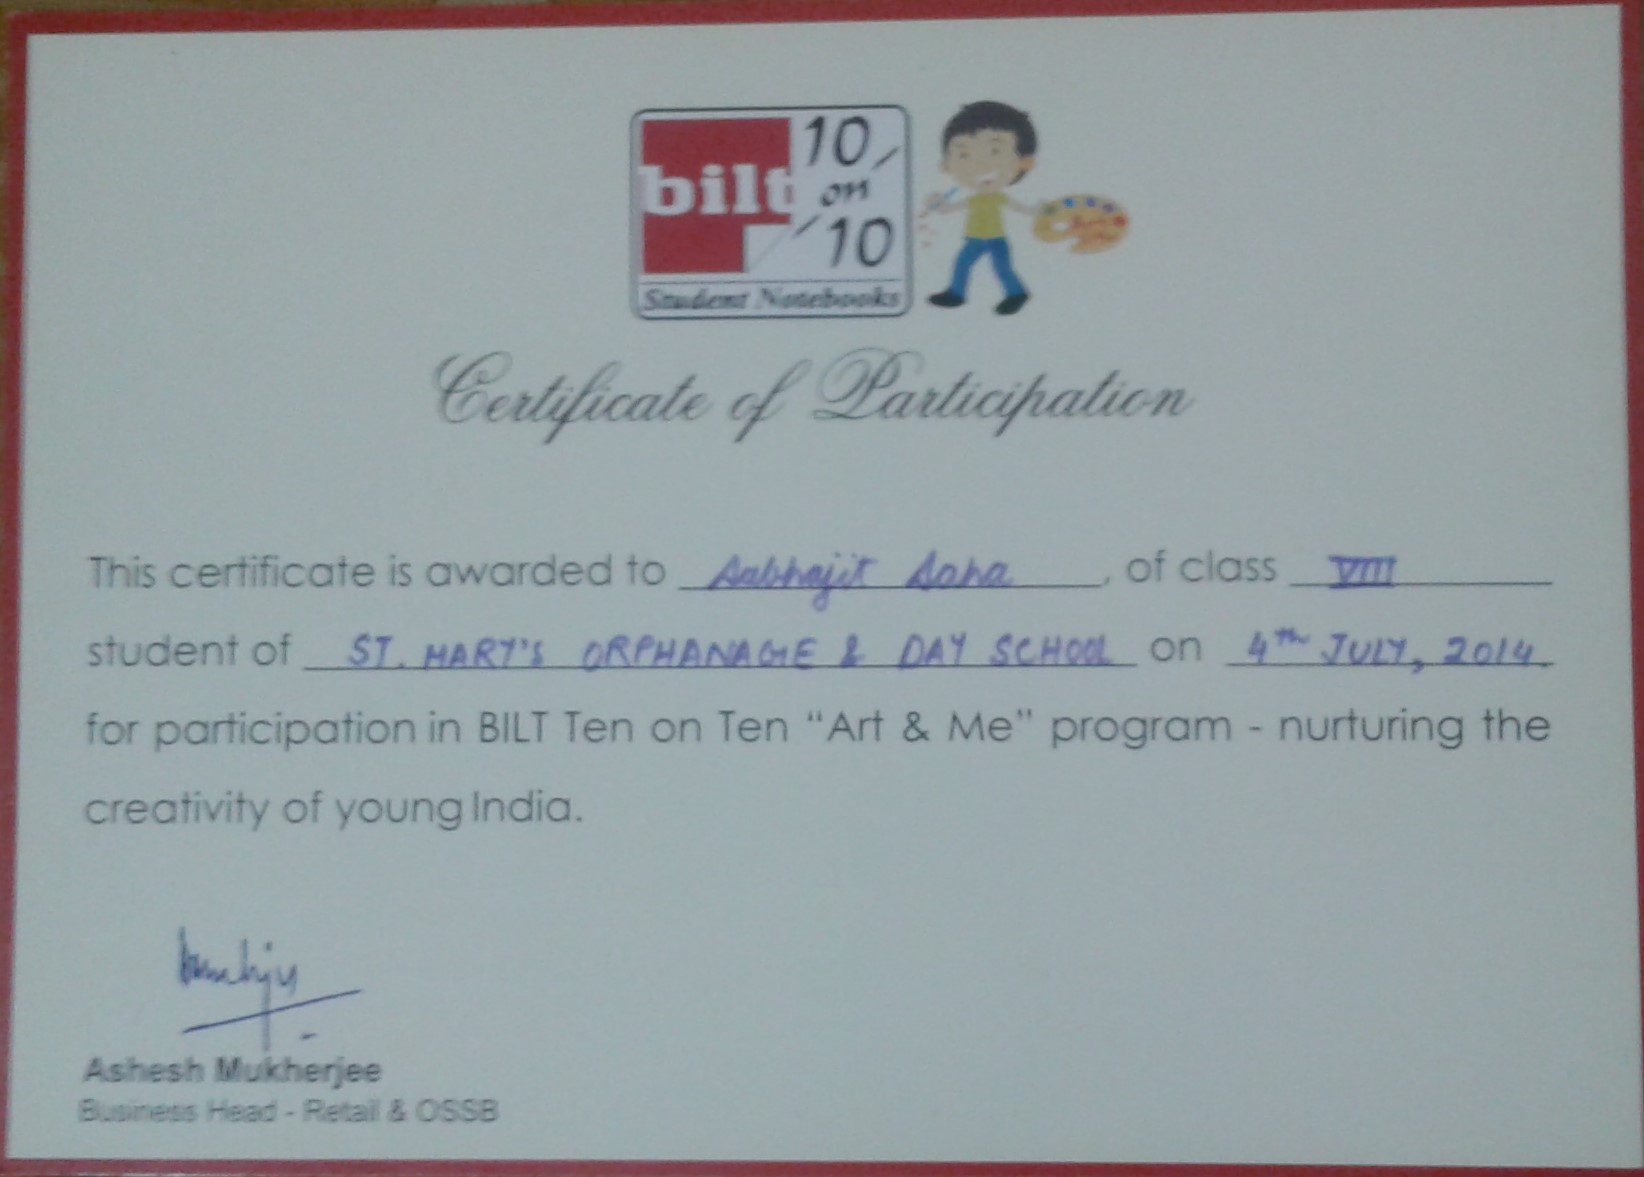 bilt 10 on 10
Student Notebooks
Certificate of Participation
This certificate is awarded to Aabhajit Saha, of class VIII
student of ST. MARY'S ORPHANAGE & DAY SCHOOL on 4th JULY, 2014.
for participation in BILT Ten on Ten “Art & Me” program - nurturing the
creativity of young India.
Ashesh Mukherjee
Business Head - Retail & OSSB